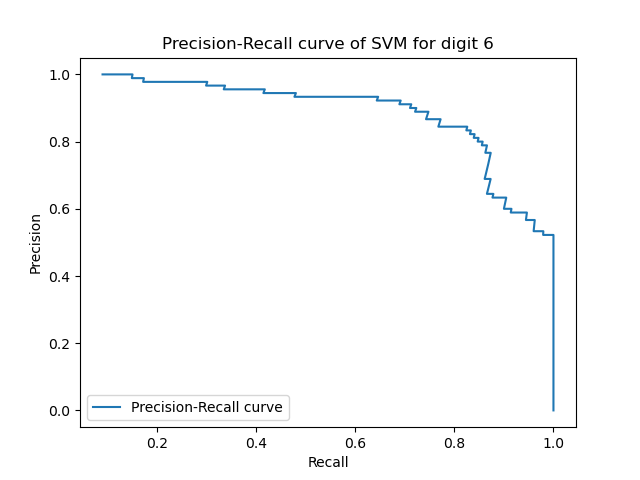 Precision-Recall curve of SVM for digit 6
1.0
0.8
0.6
0.4
0.2
0.0
Precision
Precision-Recall curve
0.2 0.4 0.6 0.8 1.0
Recall